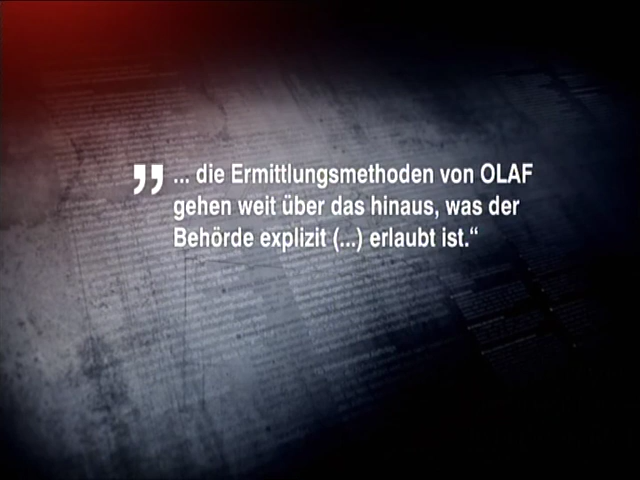 „... die Ermittlungsmethoden von OLAF
gehen weit über das hinaus, was der
Behörde explizit (...) erlaubt ist.“